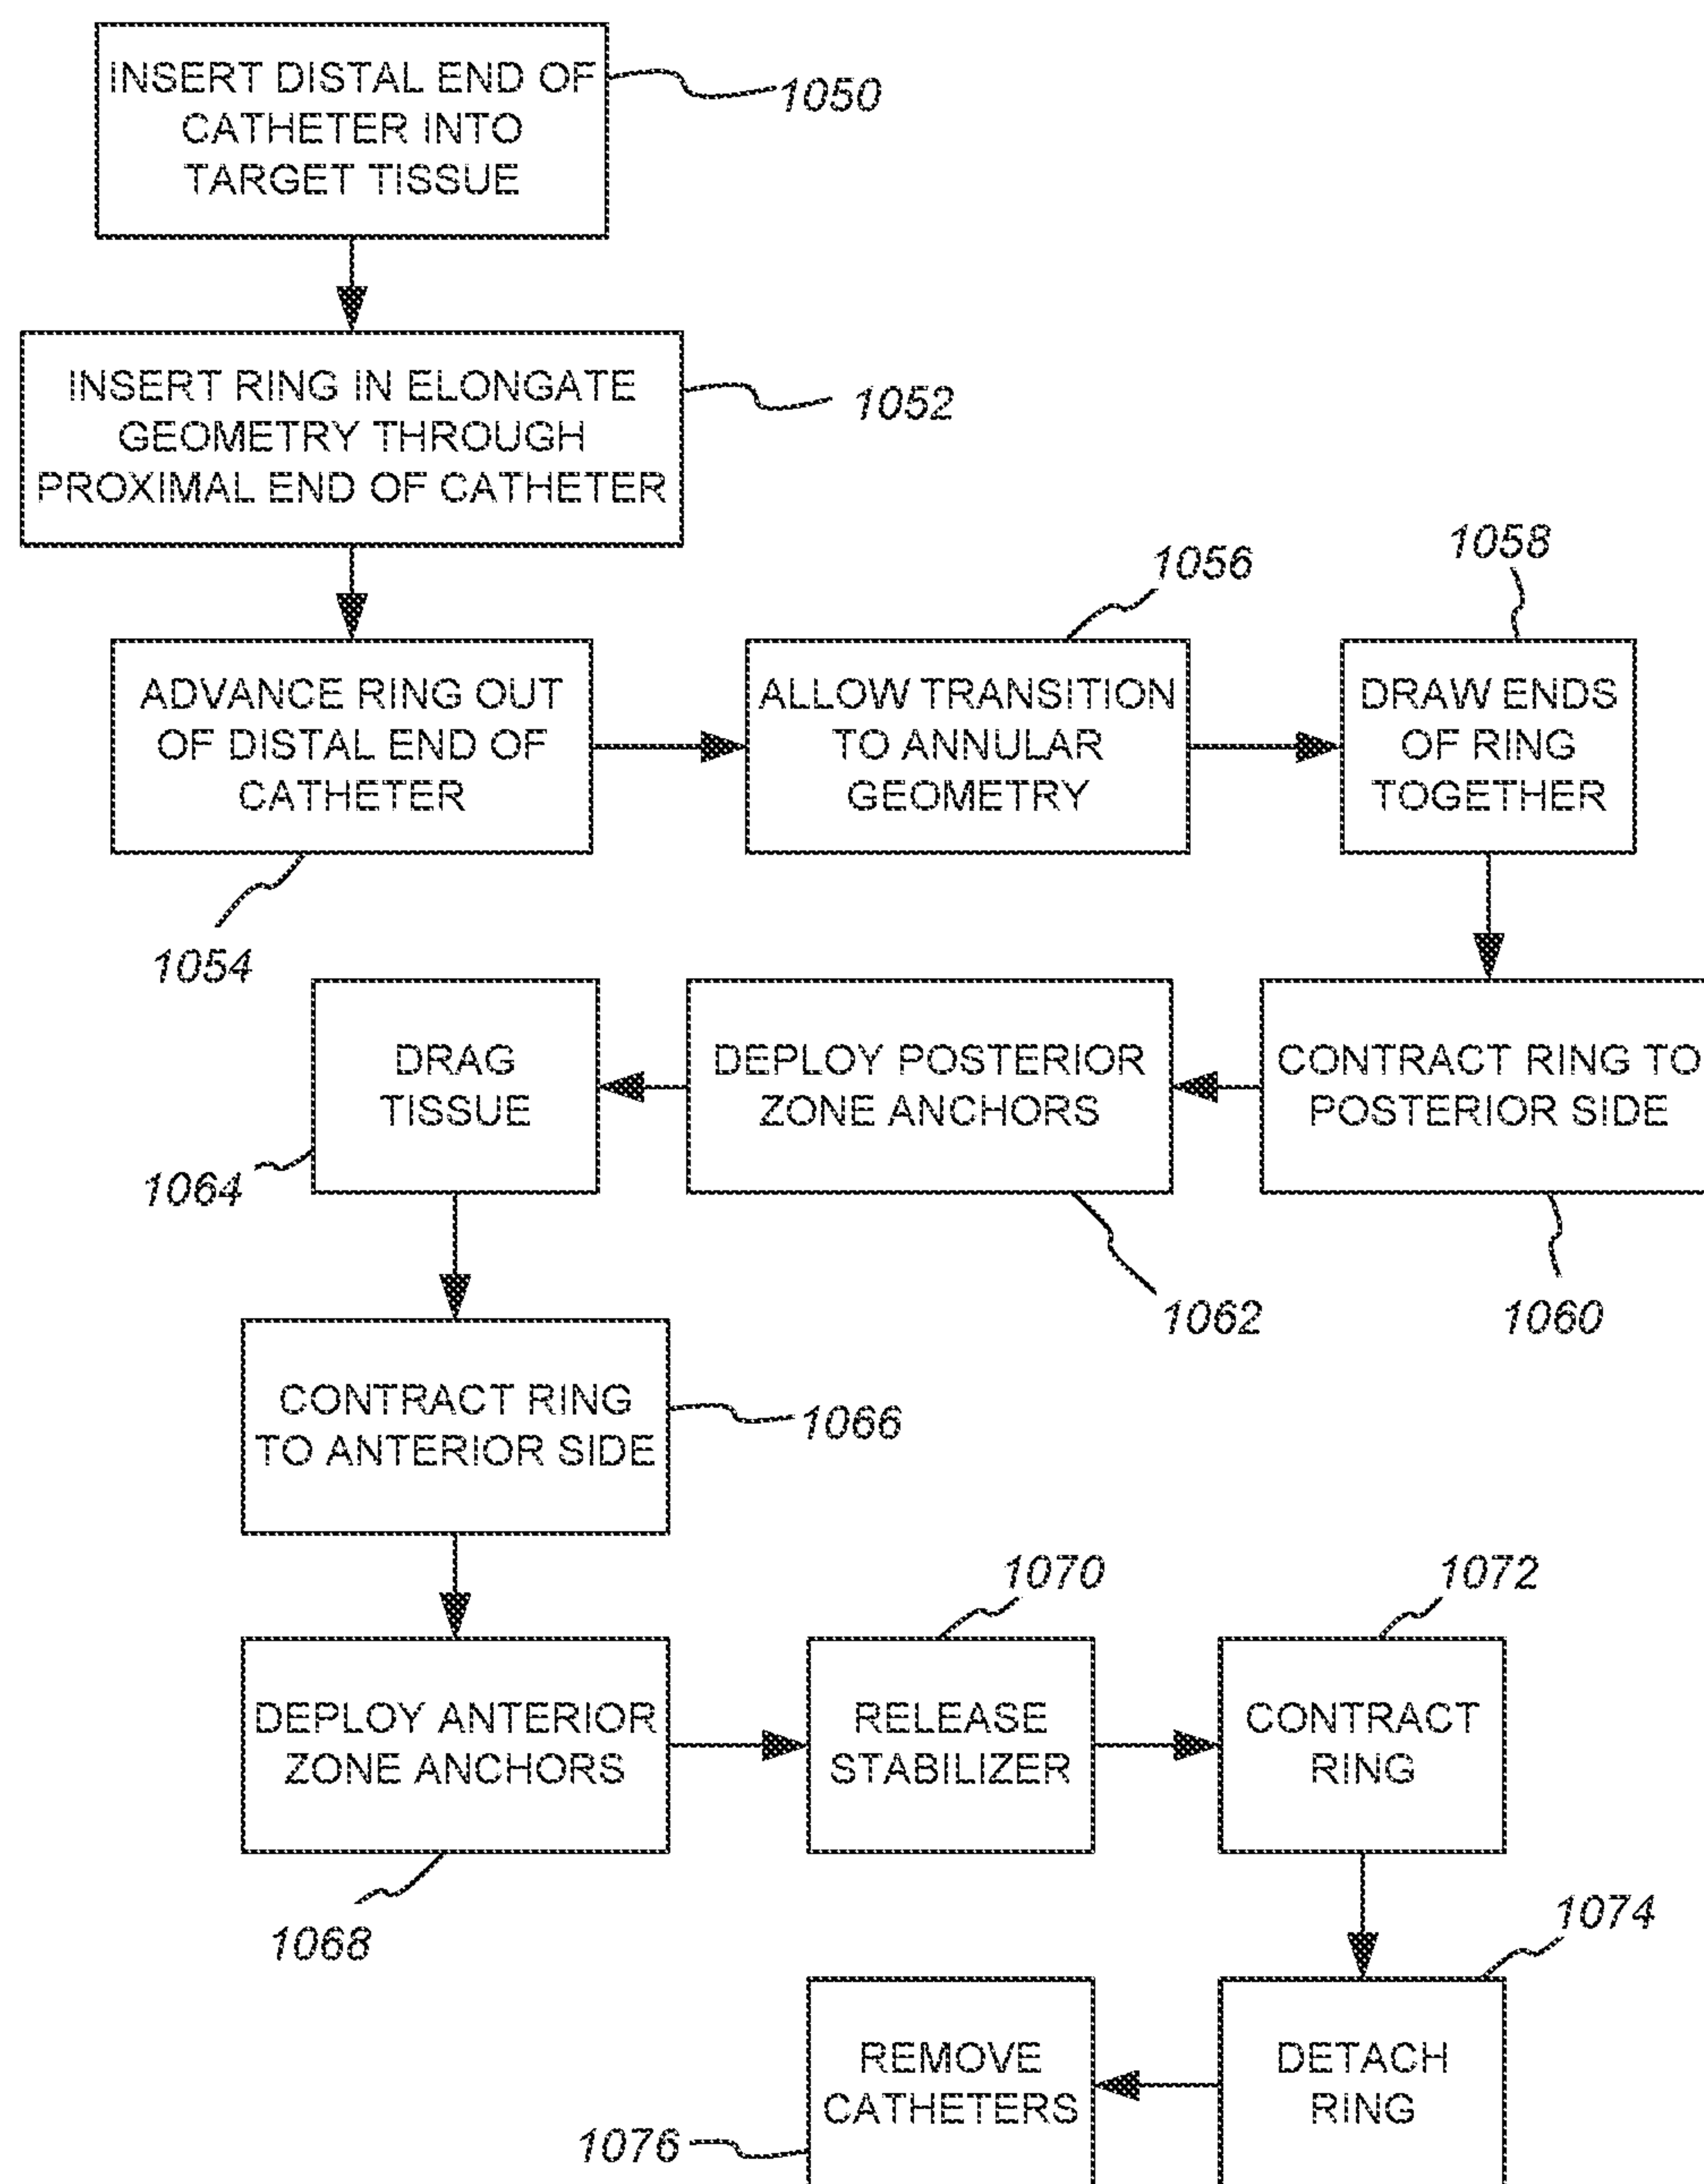 INSERT DISTAL END OF
CATHETER INTO
TARGET TISSUE
1050
INSERT RING IN ELONGATE
GEOMETRY THROUGH
PROXIMAL END OF CATHETER
1052
ADVANCE RING OUT
OF DISTAL END OF
CATHETER
1054
ALLOW TRANSITION
TO ANNULAR
GEOMETRY
1056
DRAW ENDS
OF RING
TOGETHER
1058
CONTRACT RING TO
POSTERIOR SIDE
1060
DEPLOY POSTERIOR
ZONE ANCHORS
1062
DRAG
TISSUE
1064
CONTRACT RING
TO ANTERIOR SIDE
1066
DEPLOY ANTERIOR
ZONE ANCHORS
1068
RELEASE
STABILIZER
1070
CONTRACT
RING
1072
DETACH
RING
1074
REMOVE
CATHETERS
1076